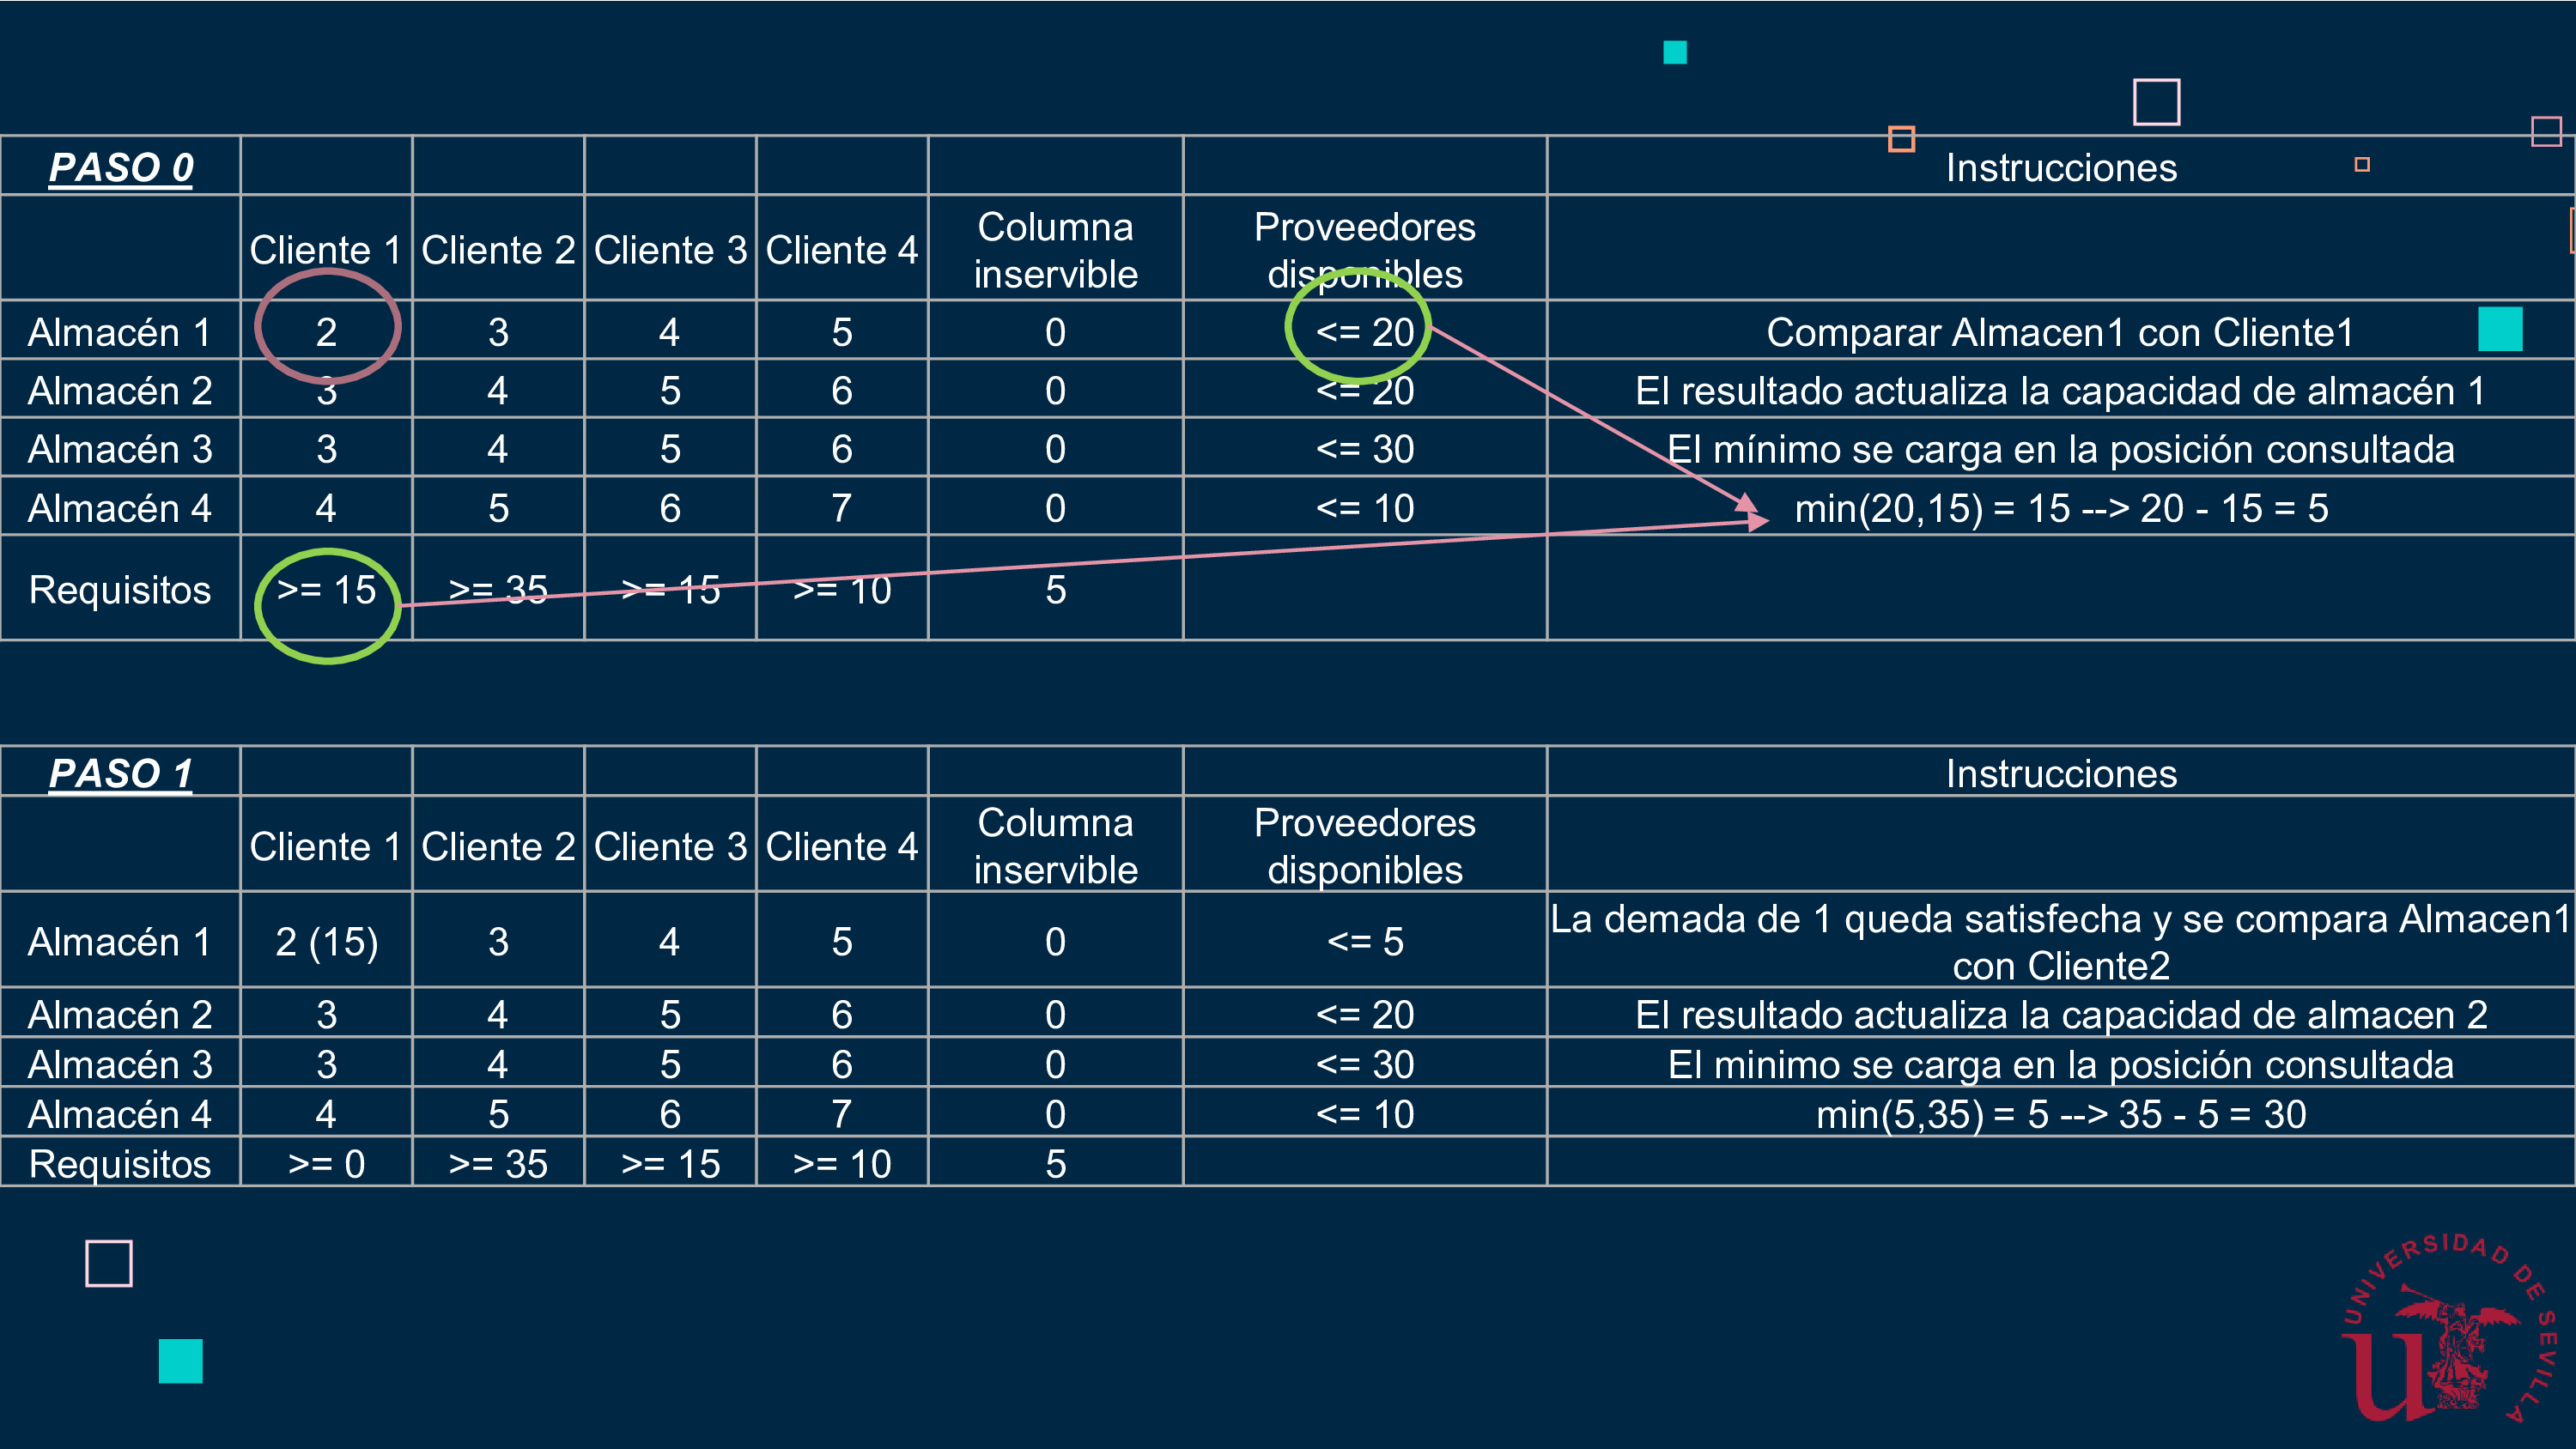 PASO 0 Instrucciones
Cliente 1 Cliente 2 Cliente 3 Cliente 4 Columna inservible Proveedores disponibles
Almacén 1 2 3 4 5 0 <= 20 Comparar Almacen1 con Cliente1
Almacén 2 3 4 5 6 0 <= 20 El resultado actualiza la capacidad de almacén 1
Almacén 3 3 4 5 6 0 <= 30 El mínimo se carga en la posición consultada
Almacén 4 4 5 6 7 0 <= 10 min(20,15) = 15 --> 20 - 15 = 5
Requisitos >= 15 >= 35 >= 15 >= 10 5
PASO 1 Instrucciones
Cliente 1 Cliente 2 Cliente 3 Cliente 4 Columna inservible Proveedores disponibles
Almacén 1 2 (15) 3 4 5 0 <= 5 La demada de 1 queda satisfecha y se compara Almacen1 con Cliente2
Almacén 2 3 4 5 6 0 <= 20 El resultado actualiza la capacidad de almacen 2
Almacén 3 3 4 5 6 0 <= 30 El minimo se carga en la posición consultada
Almacén 4 4 5 6 7 0 <= 10 min(5,35) = 5 --> 35 - 5 = 30
Requisitos >= 0 >= 35 >= 15 >= 10 5
UNIVERSIDAD DE SEVILLA
u